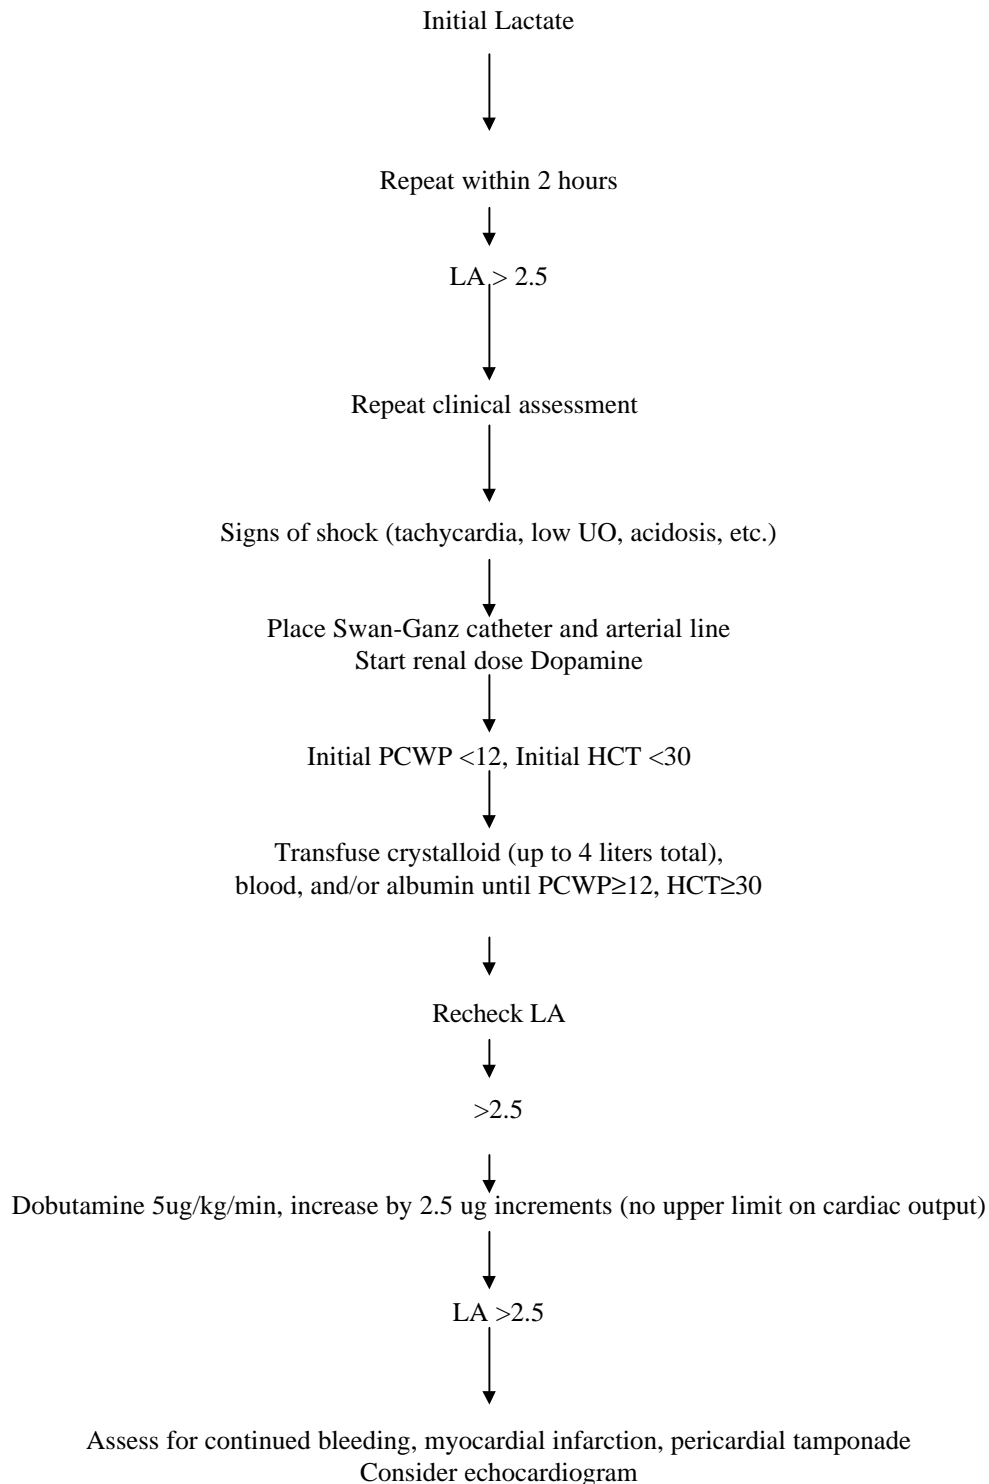 Initial Lactate
Repeat within 2 hours
LA > 2.5
Repeat clinical assessment
Signs of shock (tachycardia, low UO, acidosis, etc.)
Place Swan-Ganz catheter and arterial line
Start renal dose Dopamine
Initial PCWP <12, Initial HCT <30
Transfuse crystalloid (up to 4 liters total),
blood, and/or albumin until PCWP≥12, HCT≥30
Recheck LA
>2.5
Dobutamine 5ug/kg/min, increase by 2.5 ug increments (no upper limit on cardiac output)
LA >2.5
Assess for continued bleeding, myocardial infarction, pericardial tamponade
Consider echocardiogram